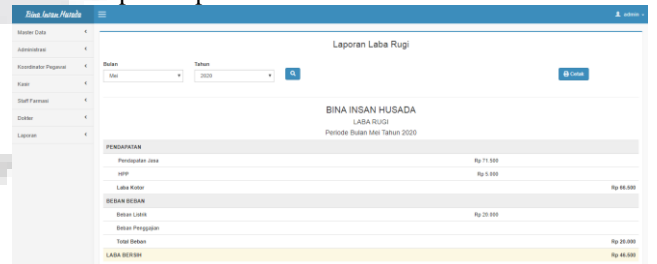 Bina Insan Husada
admin
Master Data
Administrasi
Koordinator Pegawai
Kasir
Staff Farmasi
Dokter
Laporan
Laporan Laba Rugi
Bulan Tahun
Mei 2020
Cetak
BINA INSAN HUSADA
LABA RUGI
Periode Bulan Mei Tahun 2020
PENDAPATAN
Pendapatan Jasa Rp 71.500
HPP Rp 5.000
Laba Kotor Rp 66.500
BEBAN BEBAN
Beban Listrik Rp 20.000
Beban Penggajian
Total Beban Rp 20.000
LABA BERSIH Rp 46.500